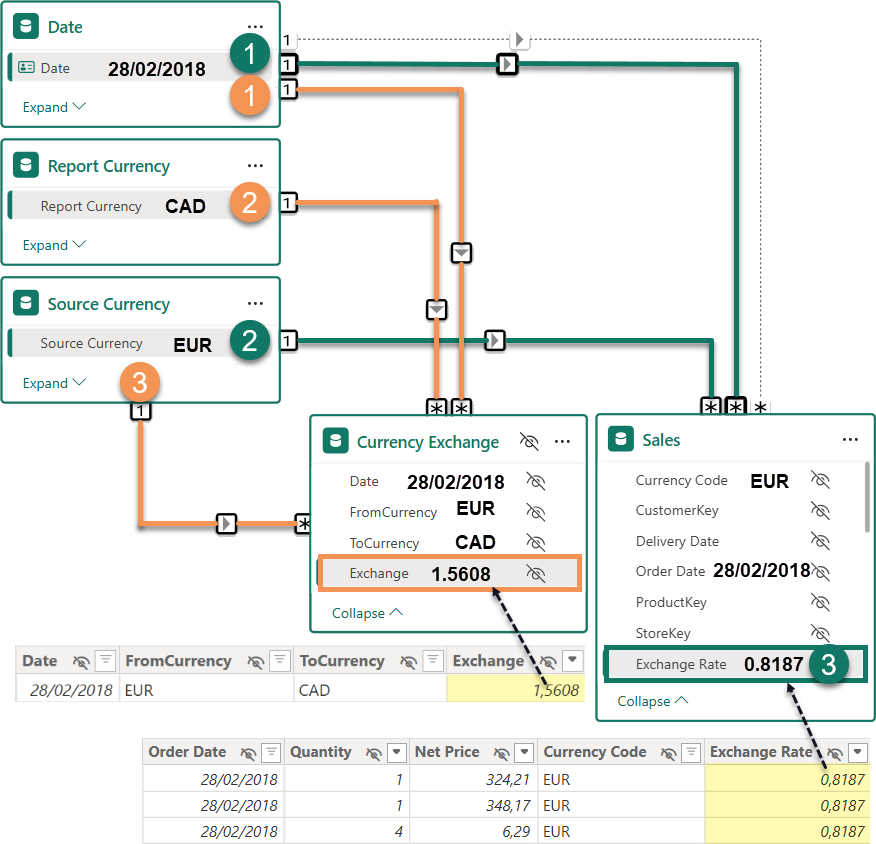 Date ...
1
Date 28/02/2018 1
1 1
Expand
Report Currency ...
Report Currency CAD 2 1
Expand
Source Currency ...
Source Currency EUR 2 1
Expand 3
1
* * * * *
*
Currency Exchange ...
Date 28/02/2018
FromCurrency EUR
ToCurrency CAD
Exchange 1.5608
Collapse
Sales ...
Currency Code EUR
CustomerKey
Delivery Date
Order Date 28/02/2018
ProductKey
StoreKey
Exchange Rate 0.8187 3
Collapse
Date FromCurrency ToCurrency Exchange
28/02/2018 EUR CAD 1,5608
Order Date Quantity Net Price Currency Code Exchange Rate
28/02/2018 1 324,21 EUR 0,8187
28/02/2018 1 348,17 EUR 0,8187
28/02/2018 4 6,29 EUR 0,8187